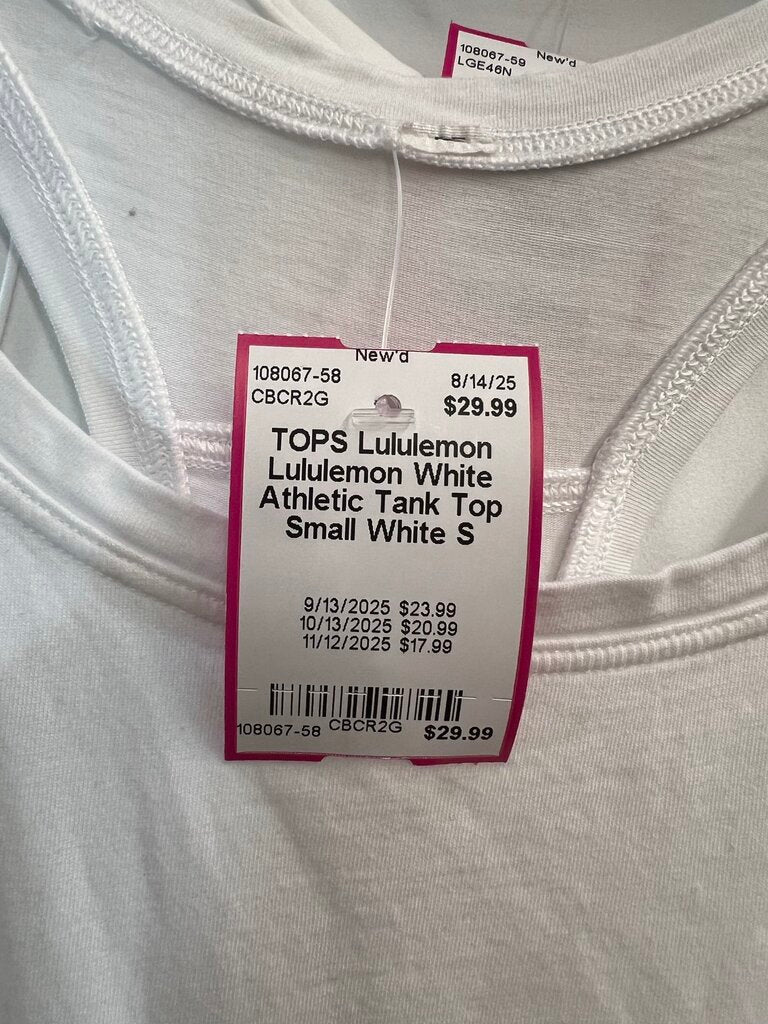 108067-59 New'd
LGE46N
New'd
108067-58 8/14/25
CBCR2G $29.99
TOPS Lululemon
Lululemon White
Athletic Tank Top
Small White S
9/13/2025 $23.99
10/13/2025 $20.99
11/12/2025 $17.99
108067-58 CBCR2G $29.99